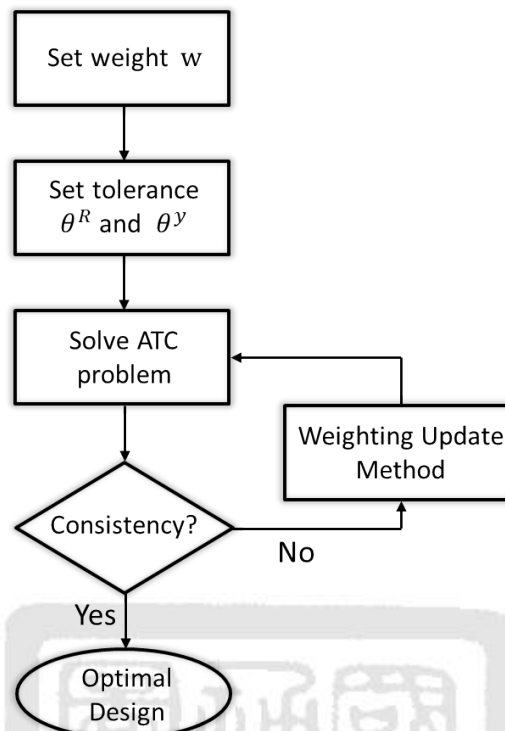 Set weight w
Set tolerance
θ^R and θ^y
Solve ATC
problem
Weighting Update
Method
Consistency?
No
Yes
Optimal
Design